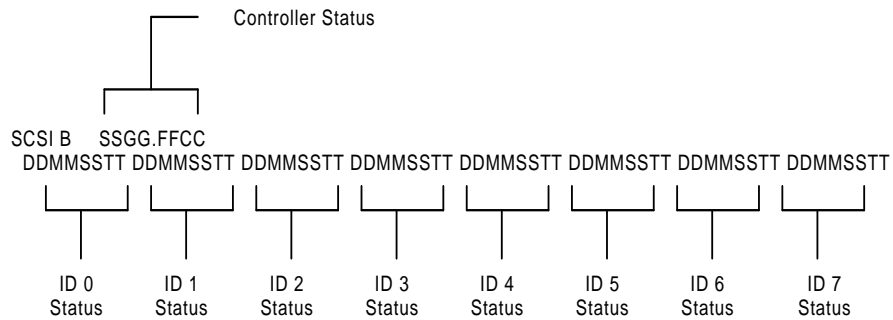 Controller Status
SCSI B SSGG.FFCC
DDMMSSTT DDMMSSTT DDMMSSTT DDMMSSTT DDMMSSTT DDMMSSTT DDMMSSTT DDMMSSTT
ID 0 ID 1 ID 2 ID 3 ID 4 ID 5 ID 6 ID 7
Status Status Status Status Status Status Status Status